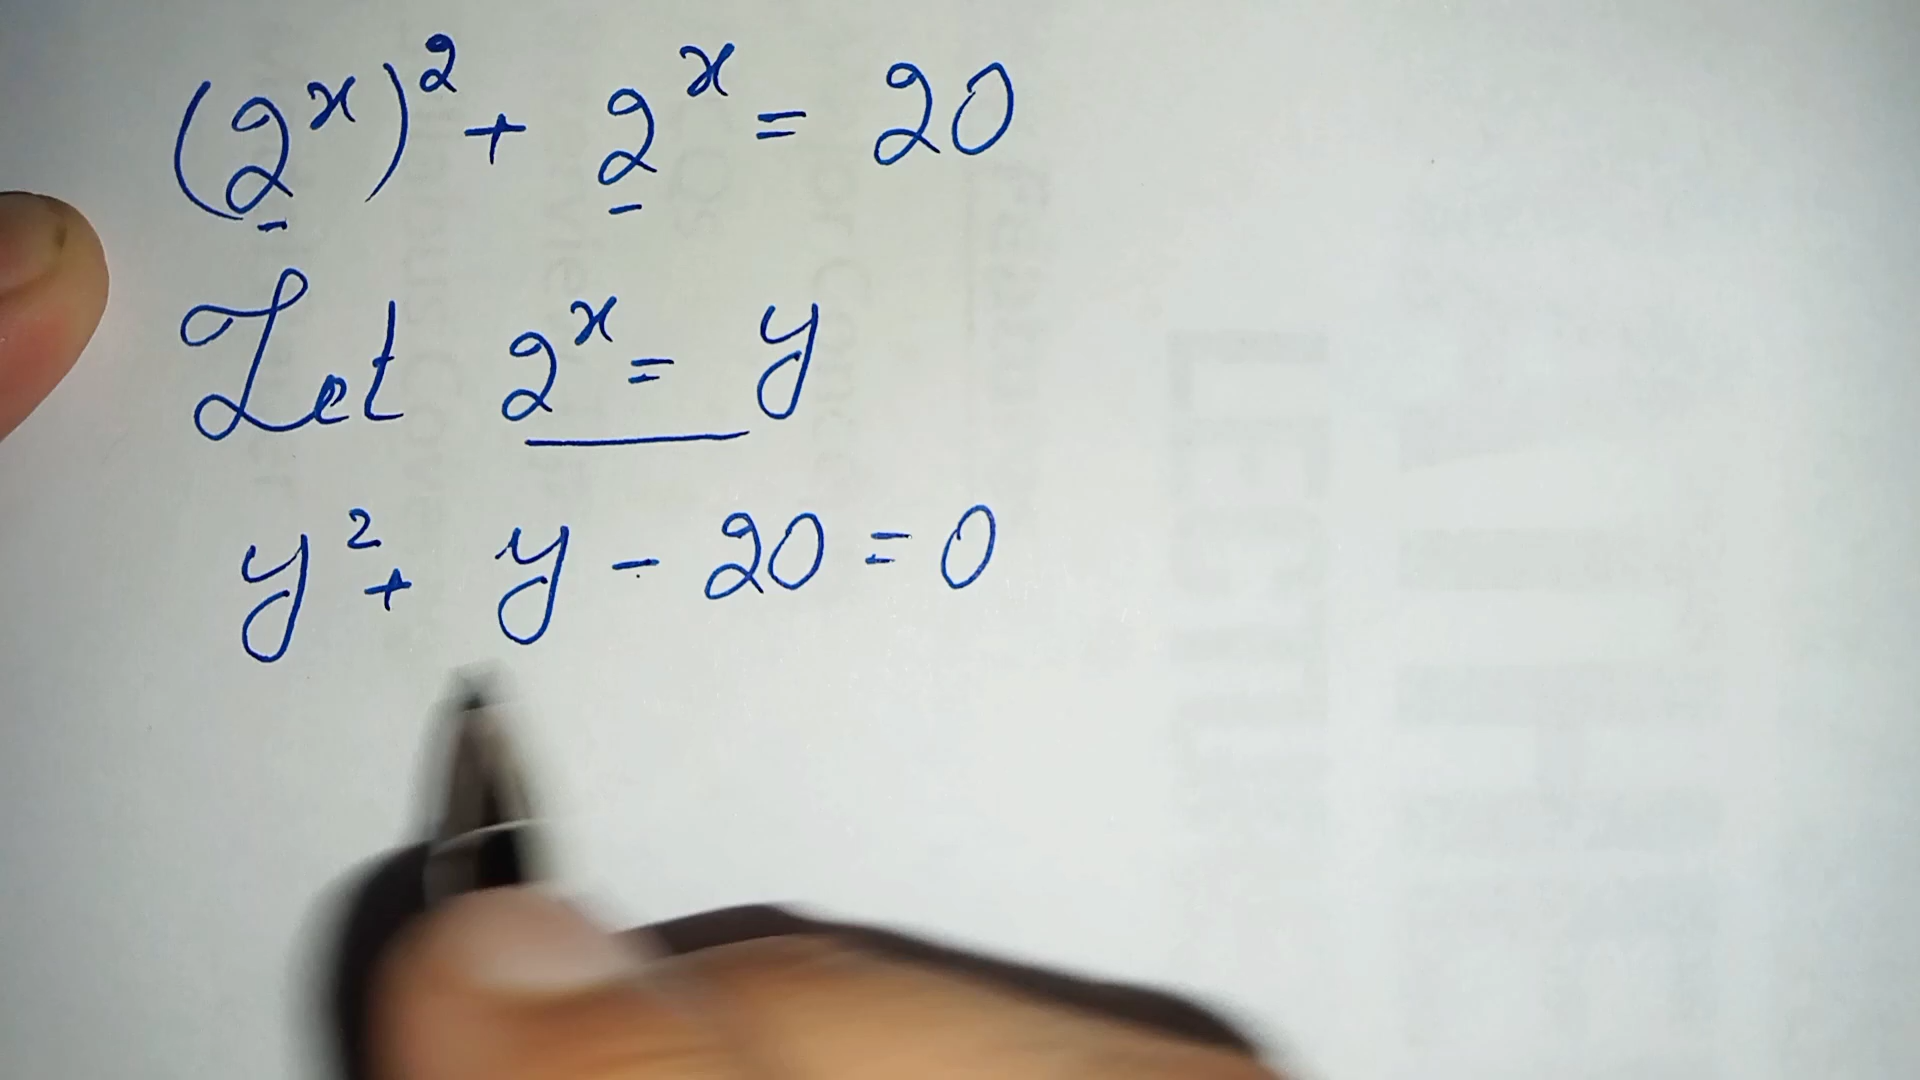 (2^x)^2 + 2^x = 20
Let 2^x = y
y^2 + y - 20 = 0